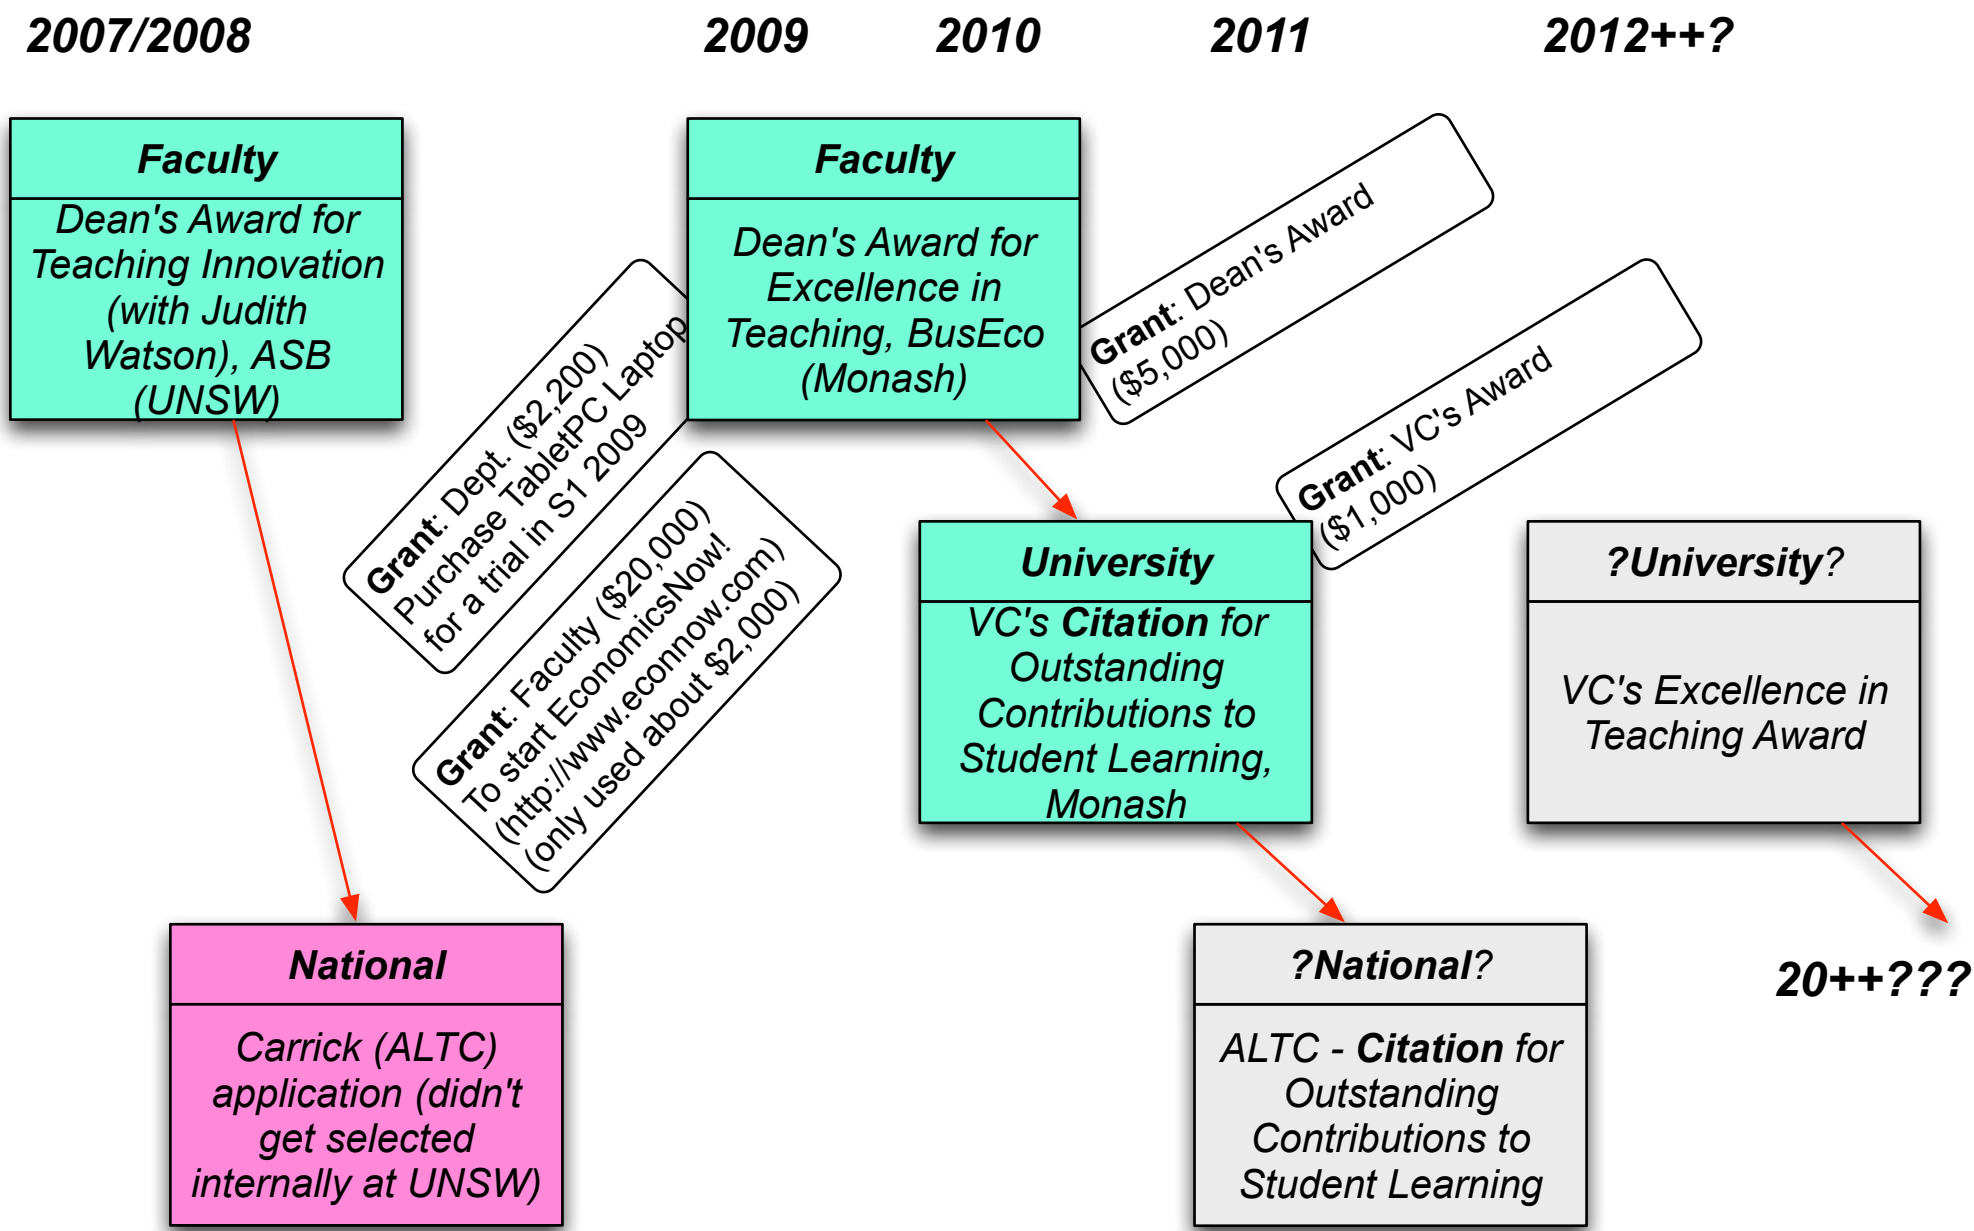 2007/2008
2009
2010
2011
2012++?
Faculty
Dean's Award for
Teaching Innovation
(with Judith
Watson), ASB
(UNSW)
Grant: Dept. ($2,200)
Purchase TabletPC Laptop
for a trial in S1 2009
Grant: Faculty ($20,000)
To start EconomicsNow!
(http://www.econnow.com)
(only used about $2,000)
Faculty
Dean's Award for
Excellence in
Teaching, BusEco
(Monash)
Grant: Dean's Award
($5,000)
Grant: VC's Award
($1,000)
University
VC's Citation for
Outstanding
Contributions to
Student Learning,
Monash
?University?
VC's Excellence in
Teaching Award
National
Carrick (ALTC)
application (didn't
get selected
internally at UNSW)
?National?
ALTC - Citation for
Outstanding
Contributions to
Student Learning
20++???